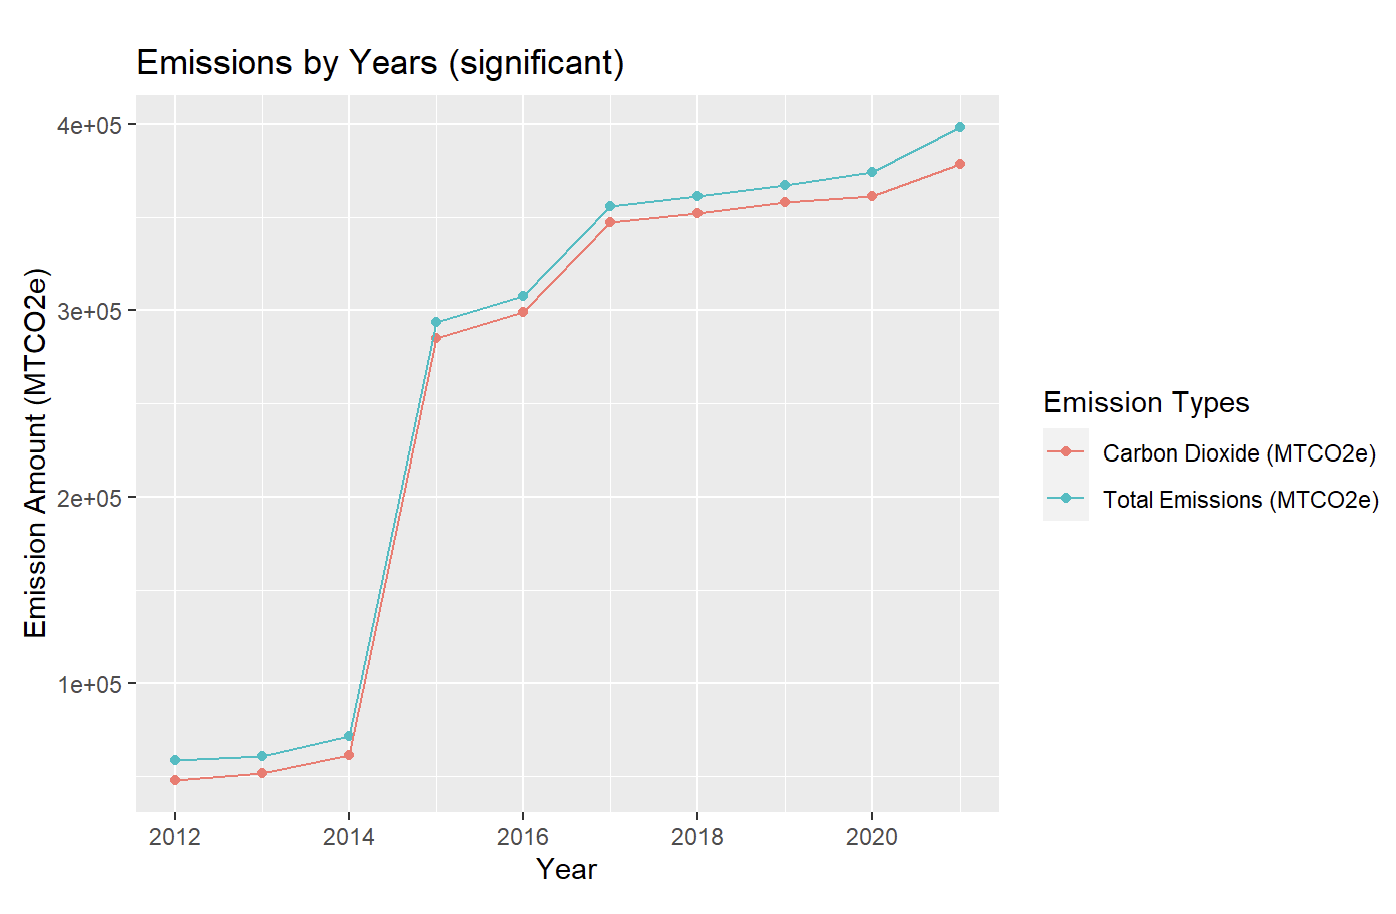 Emissions by Years (significant)
4e+05
3e+05
2e+05
1e+05
Emission Amount (MTCO2e)
2012 2014 2016 2018 2020
Year
Emission Types
Carbon Dioxide (MTCO2e)
Total Emissions (MTCO2e)